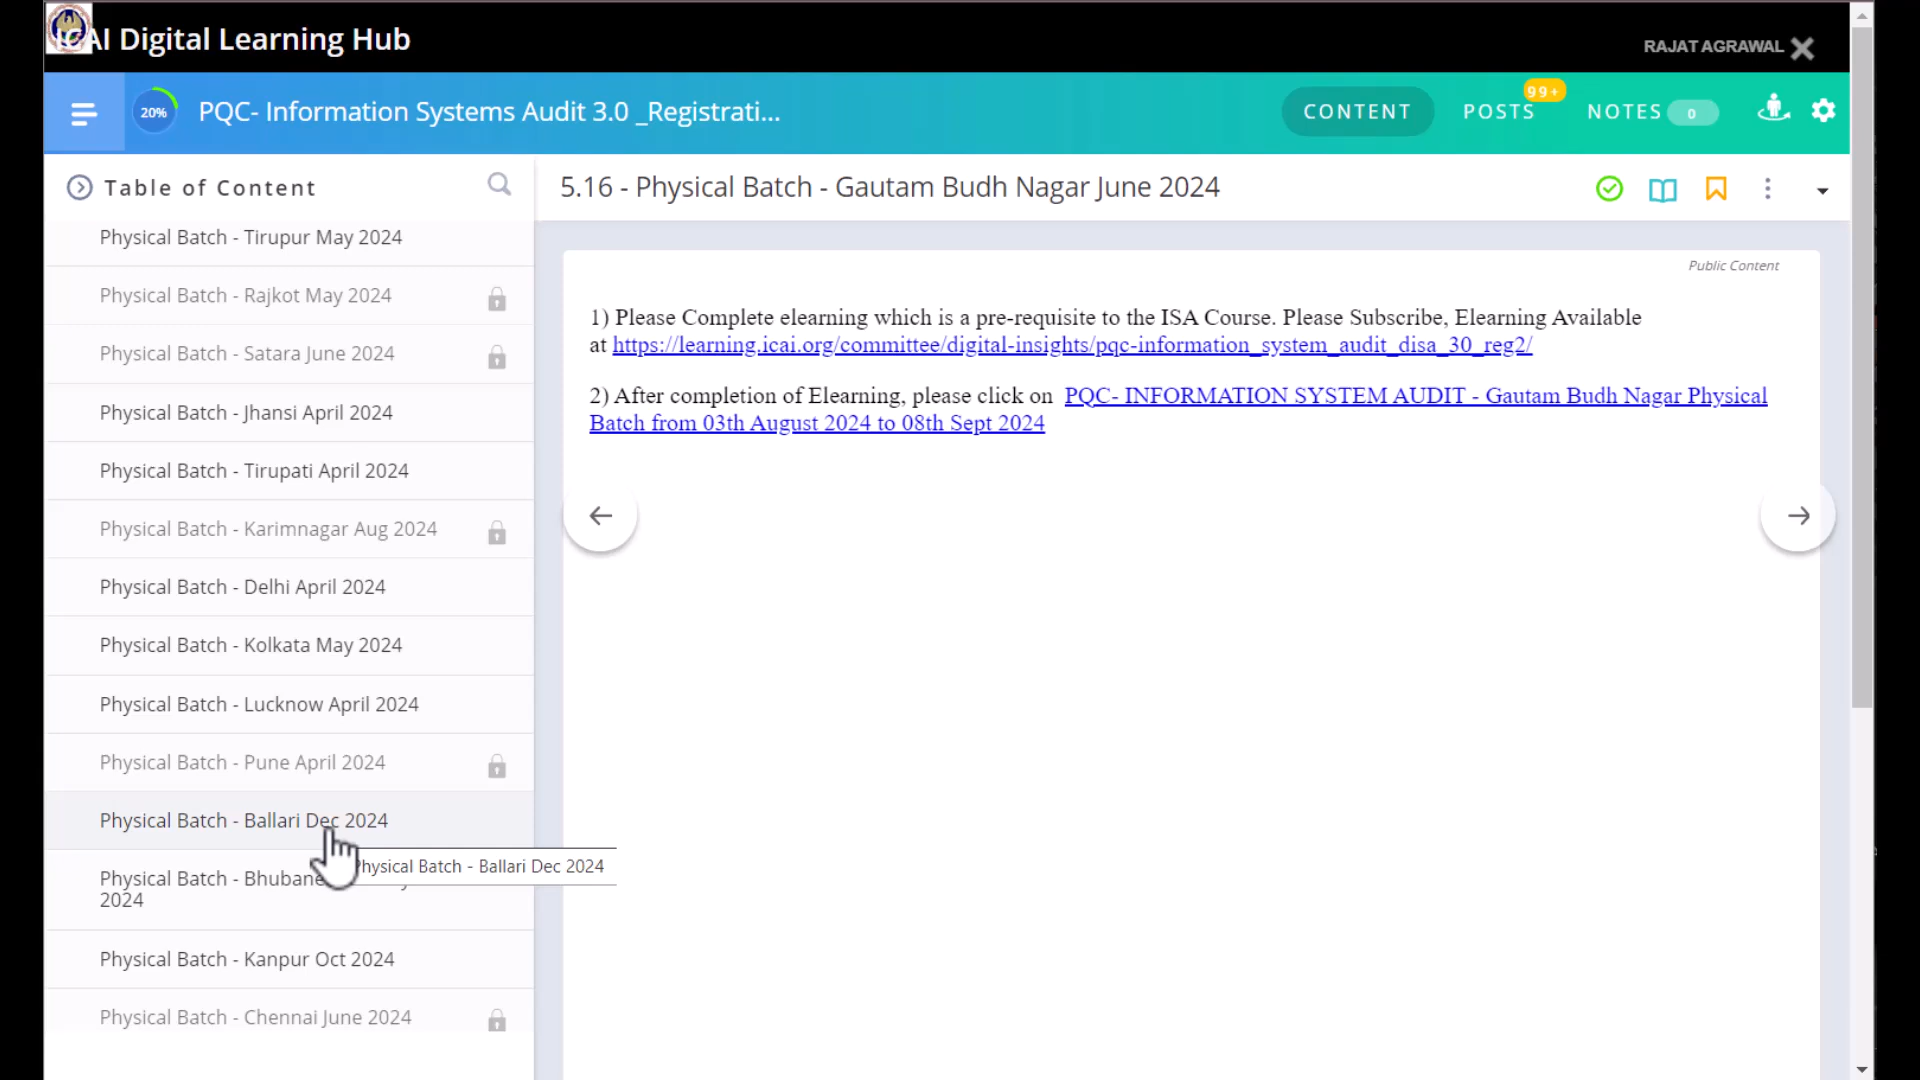 ICAI Digital Learning Hub
RAJAT AGRAWAL
20%
PQC- Information Systems Audit 3.0 _Registrati...
CONTENT
POSTS
99+
NOTES
0
Table of Content
5.16 - Physical Batch - Gautam Budh Nagar June 2024
Physical Batch - Tirupur May 2024
Physical Batch - Rajkot May 2024
Physical Batch - Satara June 2024
Physical Batch - Jhansi April 2024
Physical Batch - Tirupati April 2024
Physical Batch - Karimnagar Aug 2024
Physical Batch - Delhi April 2024
Physical Batch - Kolkata May 2024
Physical Batch - Lucknow April 2024
Physical Batch - Pune April 2024
Physical Batch - Ballari Dec 2024
Physical Batch - Ballari Dec 2024
Physical Batch -
2024
Physical Batch - Kanpur Oct 2024
Physical Batch - Chennai June 2024
Public Content
1) Please Complete elearning which is a pre-requisite to the ISA Course. Please Subscribe, Elearning Available
at https://learning.icai.org/committee/digital-insights/pqc-information_system_audit_disa_30_reg2/
2) After completion of Elearning, please click on PQC- INFORMATION SYSTEM AUDIT - Gautam Budh Nagar Physical
Batch from 03th August 2024 to 08th Sept 2024